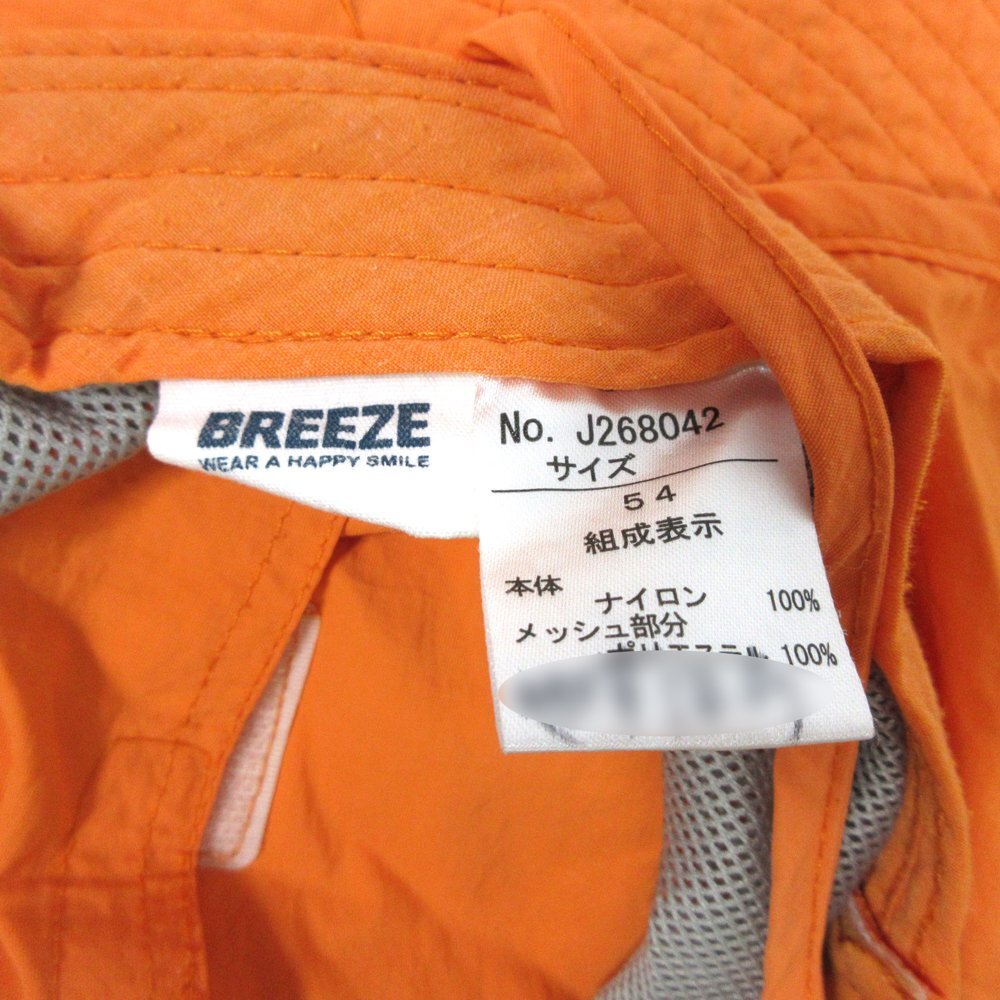 BREEZE
WEAR A HAPPY SMILE
No. J268042
サイズ
54
組成表示
本体
ナイロン 100%
メッシュ部分
ポリエステル 100%